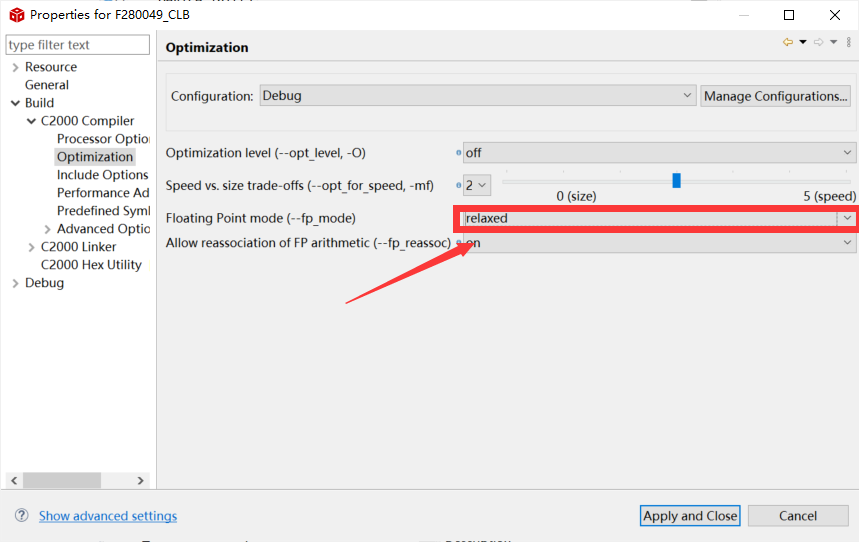 Properties for F280049_CLB
type filter text
Resource
General
Build
C2000 Compiler
Processor Optio
Optimization
Include Options
Performance Ad
Predefined Syml
Advanced Optio
C2000 Linker
C2000 Hex Utility
Debug
Optimization
Configuration: Debug Manage Configurations...
Optimization level (--opt_level, -O) off
Speed vs. size trade-offs (--opt_for_speed, -mf) 2
0 (size) 5 (speed)
Floating Point mode (--fp_mode) relaxed
Allow reassociation of FP arithmetic (--fp_reassoc) on
Show advanced settings Apply and Close Cancel